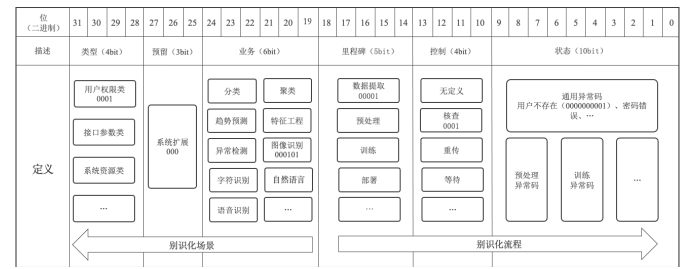 位
(二进制)
31 30 29 28 27 26 25 24 23 22 21 20 19 18 17 16 15 14 13 12 11 10 9 8 7 6 5 4 3 2 1 0
描述 类型（4bit） 预留（3bit） 业务（6bit） 里程碑（5bit） 控制（4bit） 状态（10bit）
定义
用户权限类
0001
接口参数类
系统资源类
…
系统扩展
000
分类 聚类
趋势预测 特征工程
异常检测 图像识别
000101
字符识别 自然语言
语音识别 …
数据提取
00001
预处理
训练
部署
…
无定义
核查
0001
重传
等待
…
通用异常码
用户不存在（0000000001）、密码错
误、…
预处理
异常码
训练
异常码
…
别识化场景
别识化流程